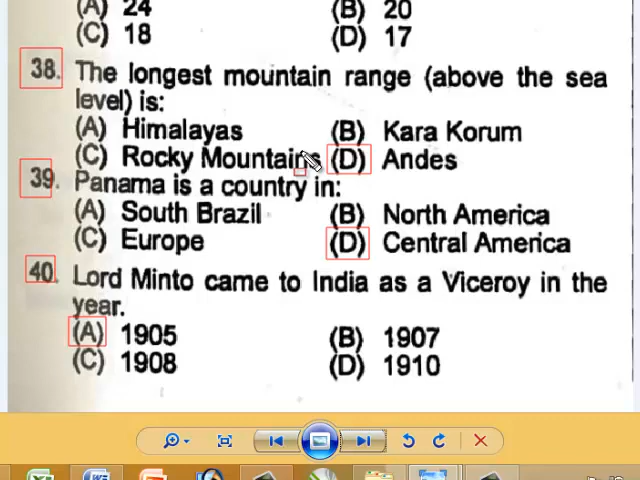 (A) 24 (B) 20
(C) 18 (D) 17
38. The longest mountain range (above the sea
level) is:
(A) Himalayas (B) Kara Korum
(C) Rocky Mountains (D) Andes
39. Panama is a country in:
(A) South Brazil (B) North America
(C) Europe (D) Central America
40. Lord Minto came to India as a Viceroy in the
year.
(A) 1905 (B) 1907
(C) 1908 (D) 1910